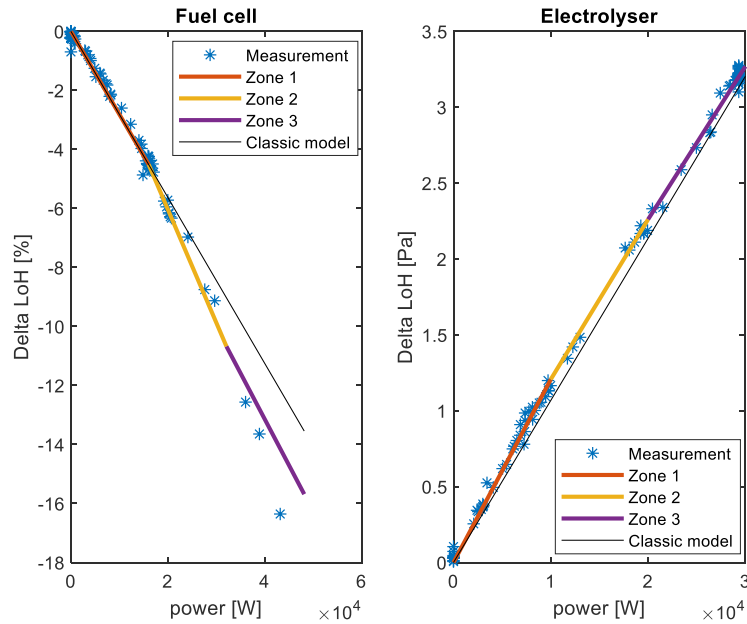 Fuel cell
0
-2
-4
-6
-8
-10
-12
-14
-16
-18
Delta LoH [%]
Measurement
Zone 1
Zone 2
Zone 3
Classic model
0 2 4 6
power [W] ×10^4
Electrolyser
3.5
3
2.5
2
1.5
1
0.5
0
Delta LoH [Pa]
Measurement
Zone 1
Zone 2
Zone 3
Classic model
0 1 2 3
power [W] ×10^4